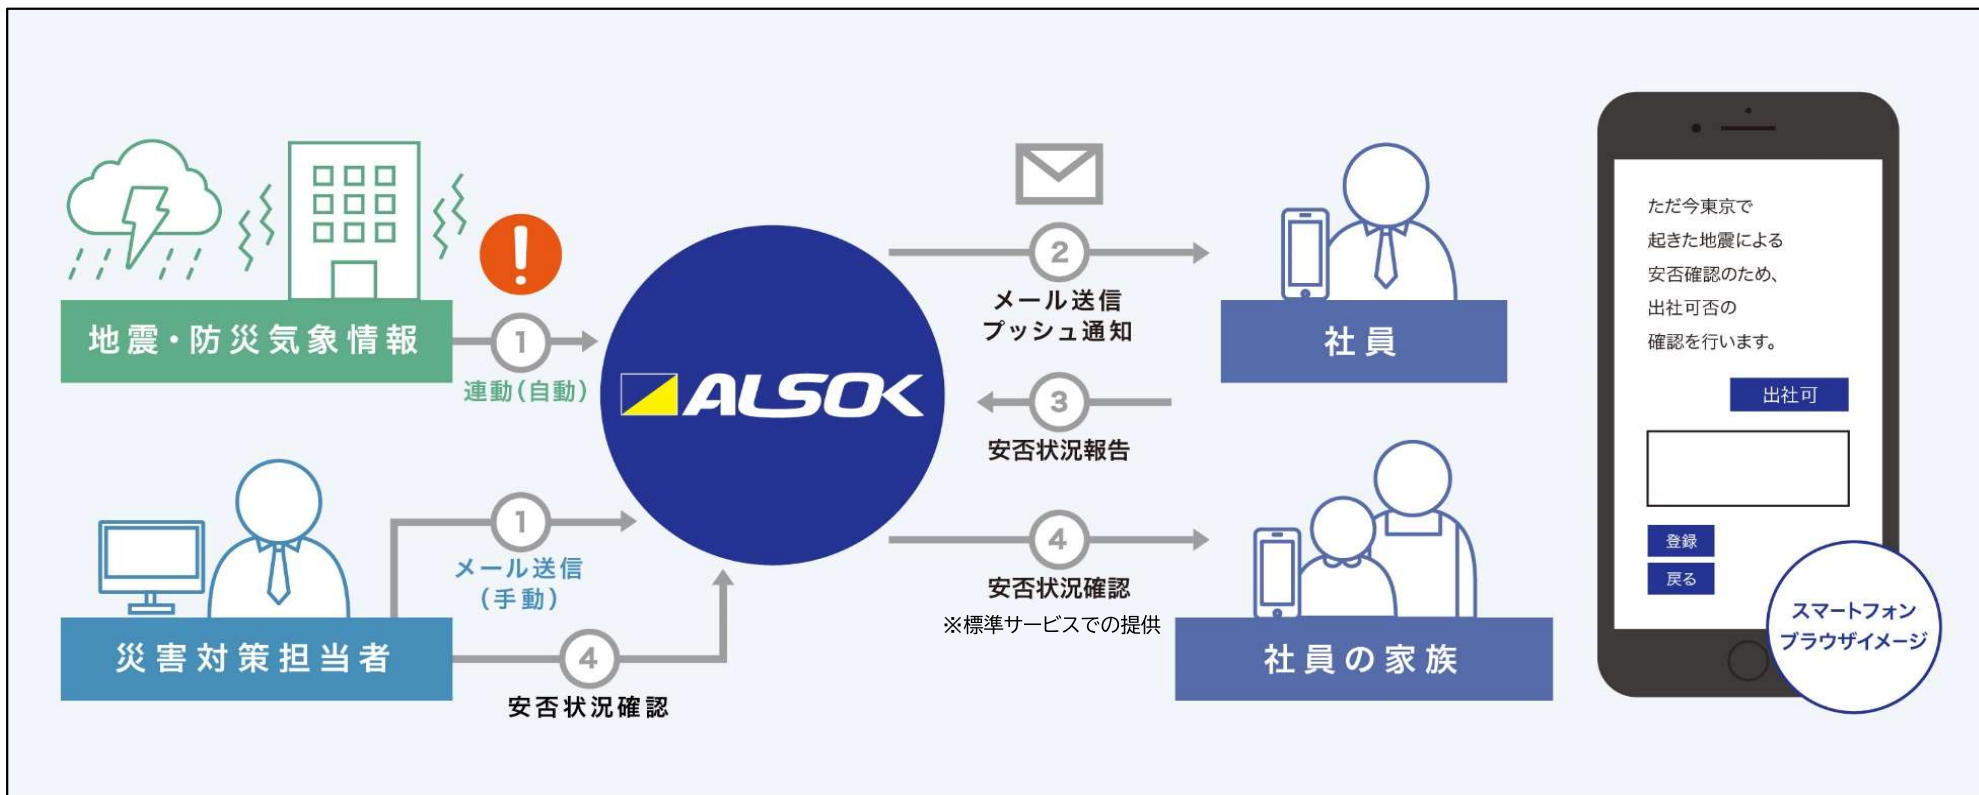 地震・防災気象情報
1
連動(自動)
災害対策担当者
1
メール送信
(手動)
4
安否状況確認
ALSOK
2
メール送信
プッシュ通知
3
安否状況報告
4
安否状況確認
※標準サービスでの提供
社員
社員の家族
ただ今東京で
起きた地震による
安否確認のため、
出社可否の
確認を行います。
出社可
登録
戻る
スマートフォン
ブラウザイメージ